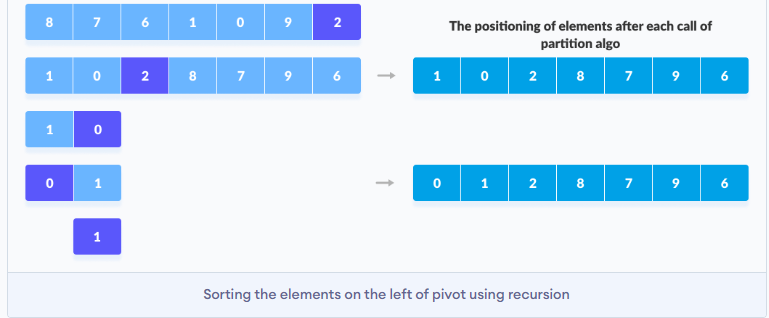 8 7 6 1 0 9 2
The positioning of elements after each call of
partition algo
1 0 2 8 7 9 6
1 0 2 8 7 9 6
1 0
0 1
0 1 2 8 7 9 6
1
Sorting the elements on the left of pivot using recursion